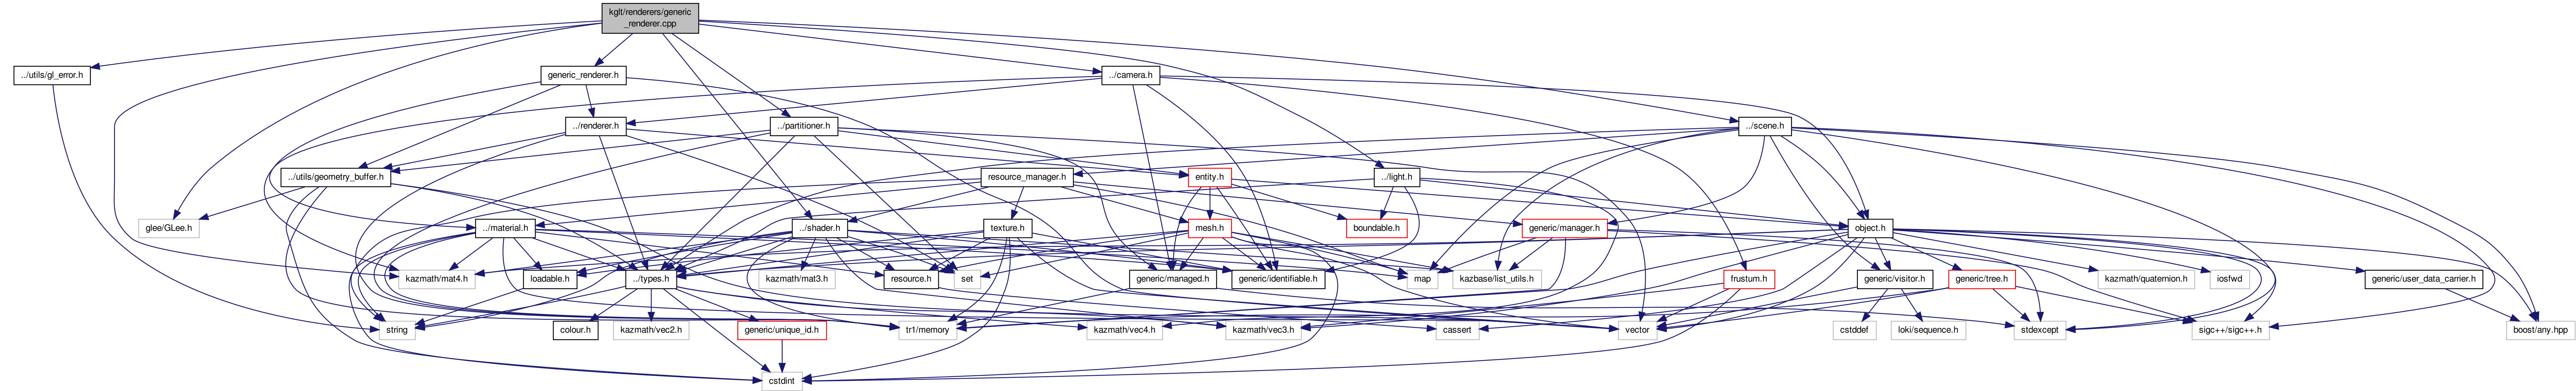 kglt/renderers/generic
_renderer.cpp
../utils/gl_error.h
generic_renderer.h
../camera.h
../renderer.h
../partitioner.h
../scene.h
../utils/geometry_buffer.h
resource_manager.h
entity.h
../light.h
glee/GLee.h
../material.h
../shader.h
texture.h
mesh.h
boundable.h
generic/manager.h
object.h
kazmath/mat4.h
loadable.h
../types.h
kazmath/mat3.h
resource.h
set
generic/managed.h
generic/identifiable.h
map
kazbase/list_utils.h
frustum.h
generic/visitor.h
generic/tree.h
kazmath/quaternion.h
iosfwd
generic/user_data_carrier.h
string
colour.h
kazmath/vec2.h
generic/unique_id.h
tr1/memory
kazmath/vec4.h
kazmath/vec3.h
cassert
vector
cstddef
loki/sequence.h
stdexcept
sigc++/sigc++.h
boost/any.hpp
cstdint